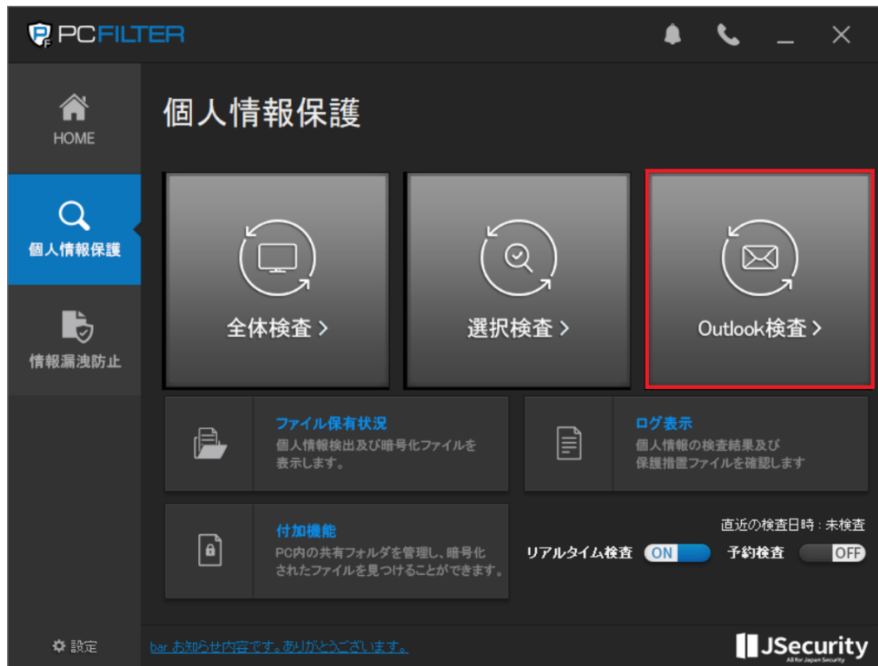 PCFILTER
HOME
個人情報保護
情報漏洩防止
設定
個人情報保護
全体検査 >
選択検査 >
Outlook検査 >
ファイル保有状況
個人情報検出及び暗号化ファイルを
表示します。
ログ表示
個人情報の検査結果及び
保護措置ファイルを確認します
付加機能
PC内の共有フォルダを管理し、暗号化
されたファイルを見つけることができます。
直近の検査日時 : 未検査
リアルタイム検査 ON 予約検査 OFF
bar お知らせ内容です。ありがとうございます。
JSecurity
All for Japan Security